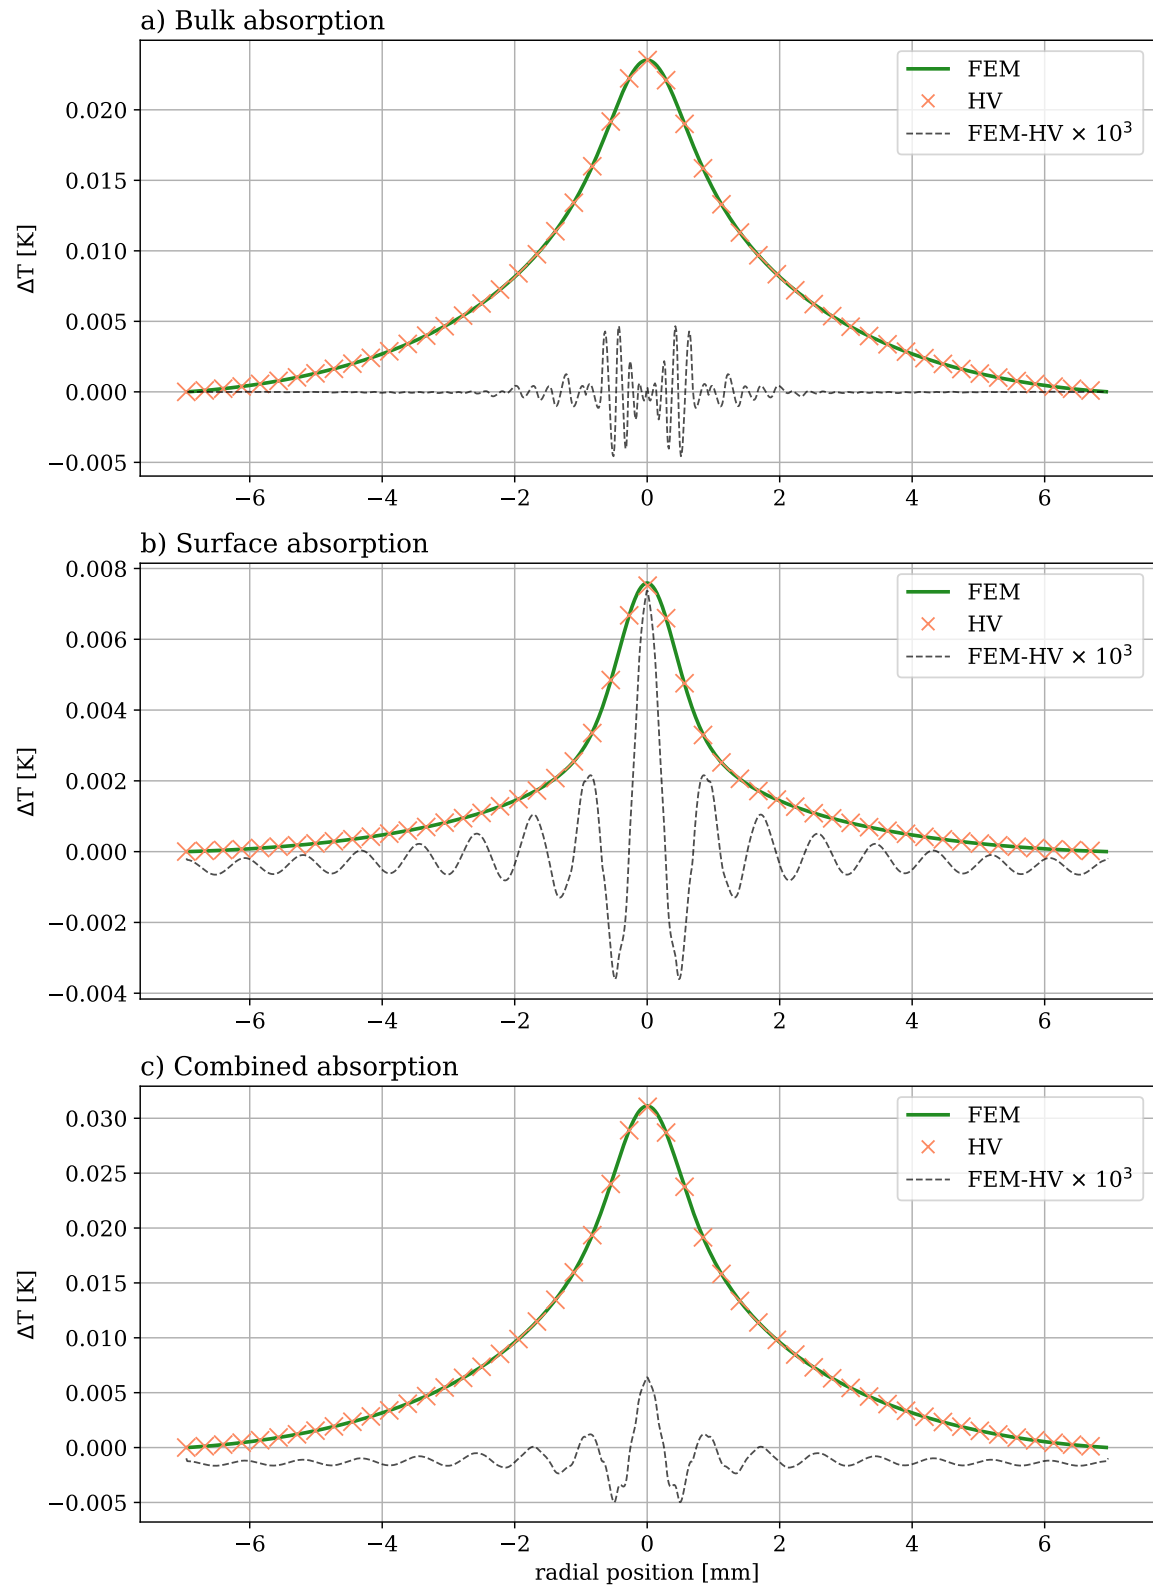 a) Bulk absorption
FEM
HV
FEM-HV × 10³
ΔT [K]
0.020
0.015
0.010
0.005
0.000
−0.005
−6 −4 −2 0 2 4 6
b) Surface absorption
FEM
HV
FEM-HV × 10³
ΔT [K]
0.008
0.006
0.004
0.002
0.000
−0.002
−0.004
−6 −4 −2 0 2 4 6
c) Combined absorption
FEM
HV
FEM-HV × 10³
ΔT [K]
0.030
0.025
0.020
0.015
0.010
0.005
0.000
−0.005
−6 −4 −2 0 2 4 6
radial position [mm]